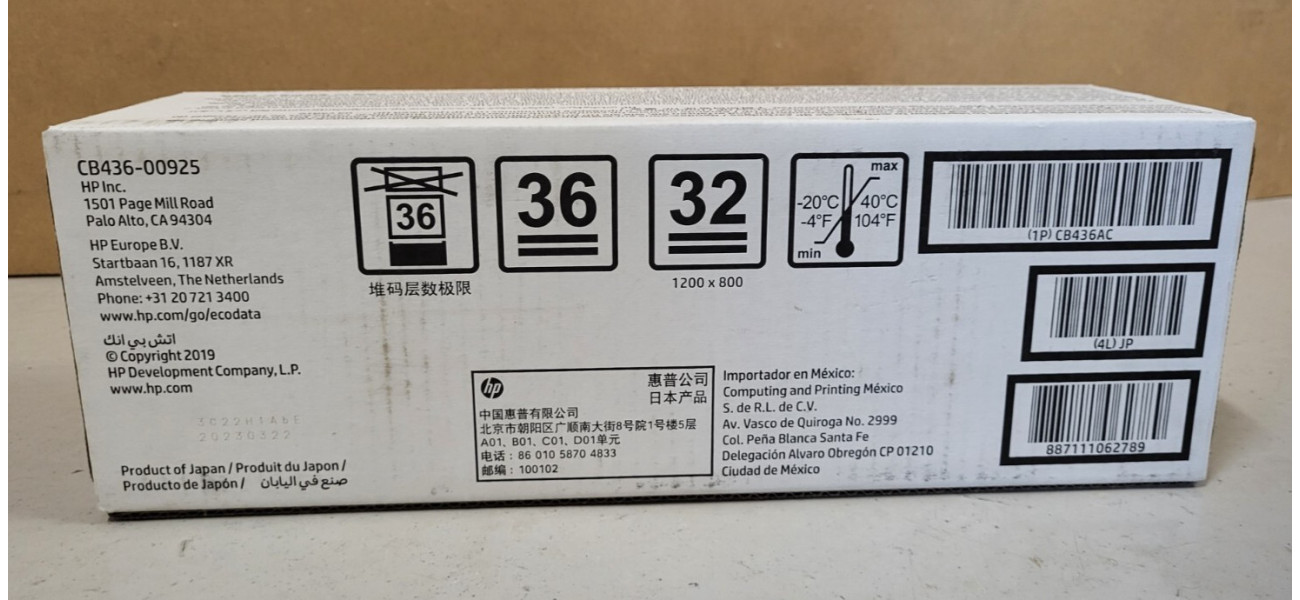 CB436-00925
HP Inc.
1501 Page Mill Road
Palo Alto, CA 94304
HP Europe B.V.
Startbaan 16, 1187 XR
Amstelveen, The Netherlands
Phone: +31 20 721 3400
www.hp.com/go/ecodata
اتش بي انك
© Copyright 2019
HP Development Company, L.P.
www.hp.com
20230322
Product of Japan / Produit du Japon /
Producto de Japón / صنع في اليابان
36
堆码层数极限
36
32
1200 x 800
max
-20°C 40°C
-4°F 104°F
min
(1P) CB436AC
(4L) JP
887111062789
hp
惠普公司
日本产品
中国惠普有限公司
北京市朝阳区广顺南大街8号院1号楼5层
A01、B01、C01、D01单元
电话：86 010 5870 4833
邮编：100102
Importador en México:
Computing and Printing México
S. de R.L. de C.V.
Av. Vasco de Quiroga No. 2999
Col. Peña Blanca Santa Fe
Delegación Alvaro Obregón CP 01210
Ciudad de México